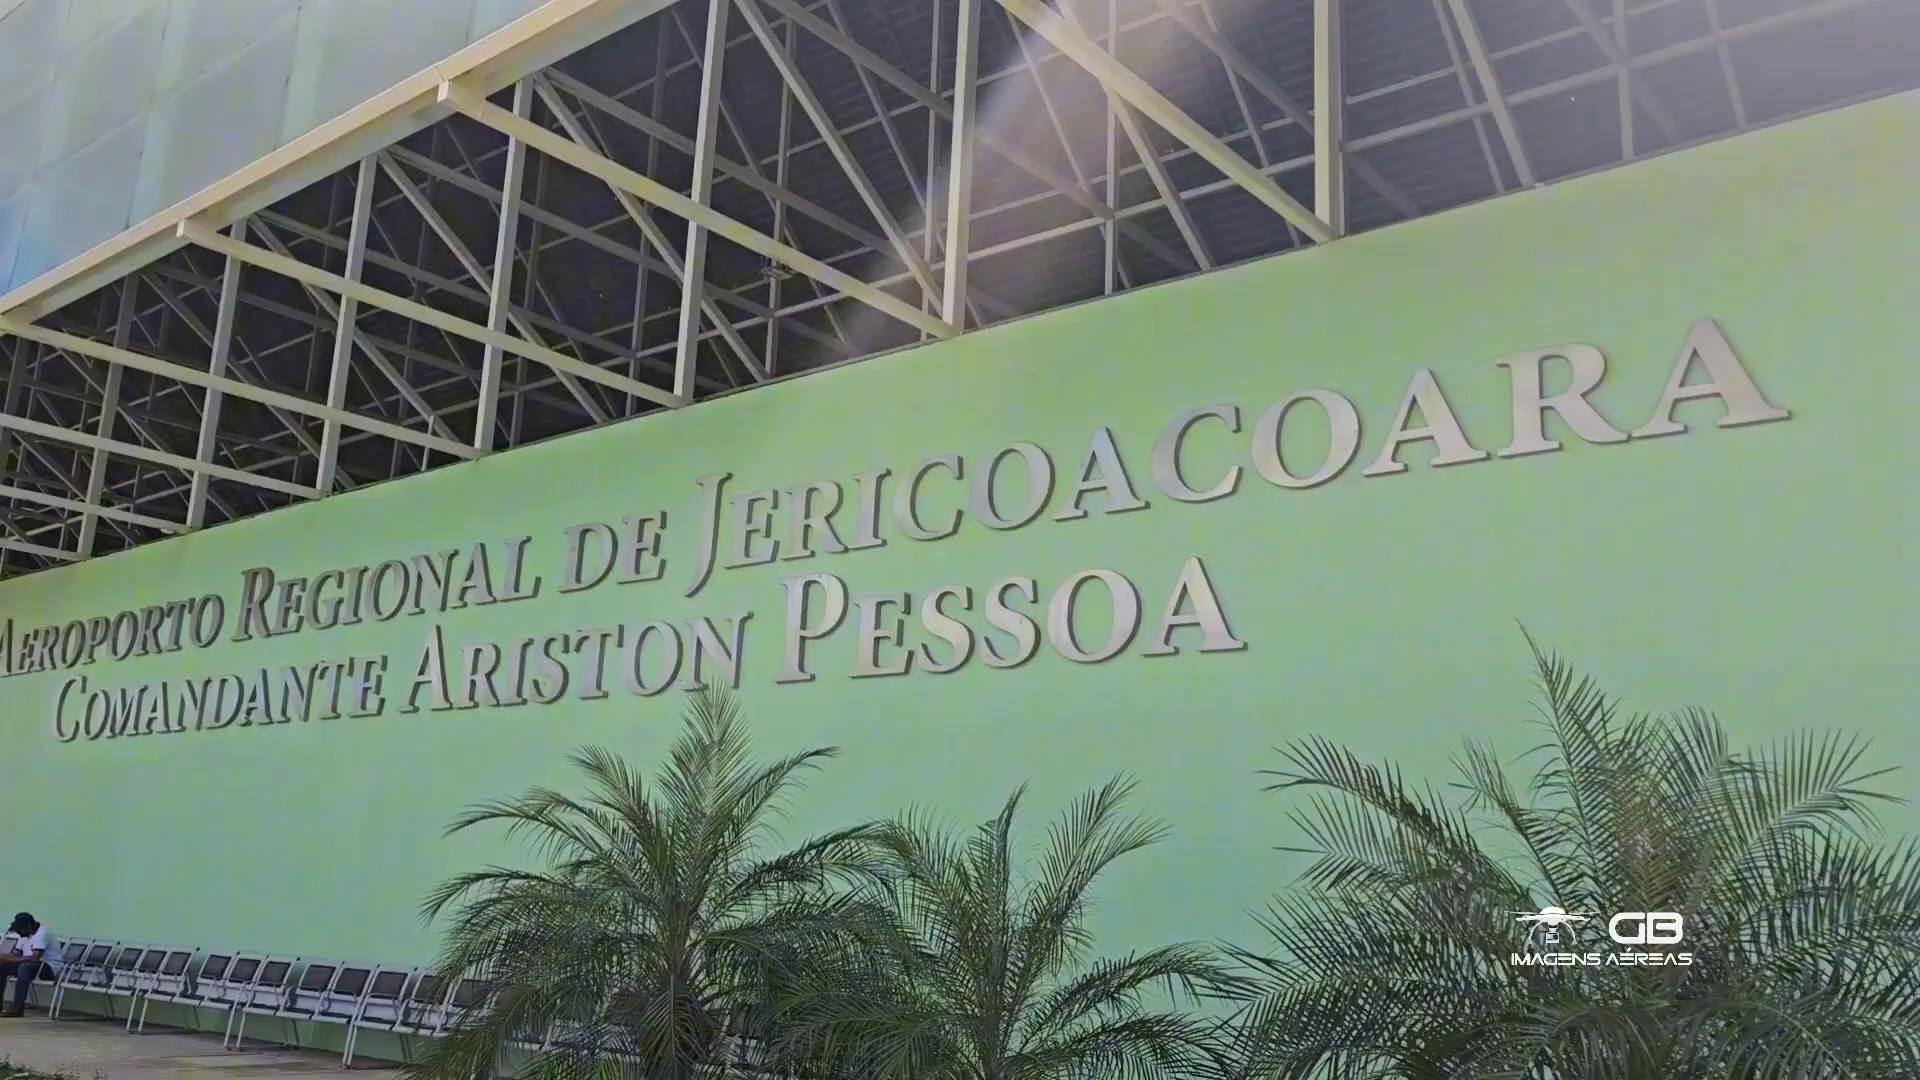 AEROPORTO REGIONAL DE JERICOACOARA
COMANDANTE ARISTON PESSOA
GB
IMAGENS AÉREAS